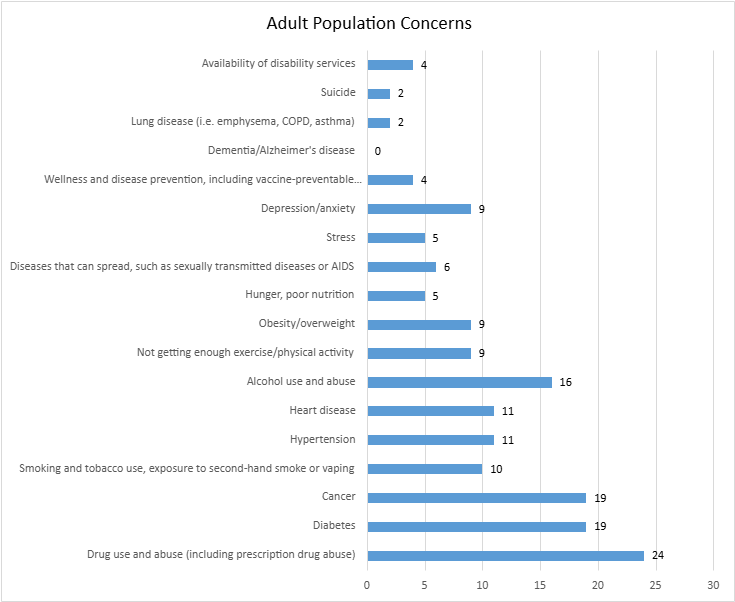 Adult Population Concerns
Availability of disability services 4
Suicide 2
Lung disease (i.e. emphysema, COPD, asthma) 2
Dementia/Alzheimer's disease 0
Wellness and disease prevention, including vaccine-preventable... 4
Depression/anxiety 9
Stress 5
Diseases that can spread, such as sexually transmitted diseases or AIDS 6
Hunger, poor nutrition 5
Obesity/overweight 9
Not getting enough exercise/physical activity 9
Alcohol use and abuse 16
Heart disease 11
Hypertension 11
Smoking and tobacco use, exposure to second-hand smoke or vaping 10
Cancer 19
Diabetes 19
Drug use and abuse (including prescription drug abuse) 24
0 5 10 15 20 25 30